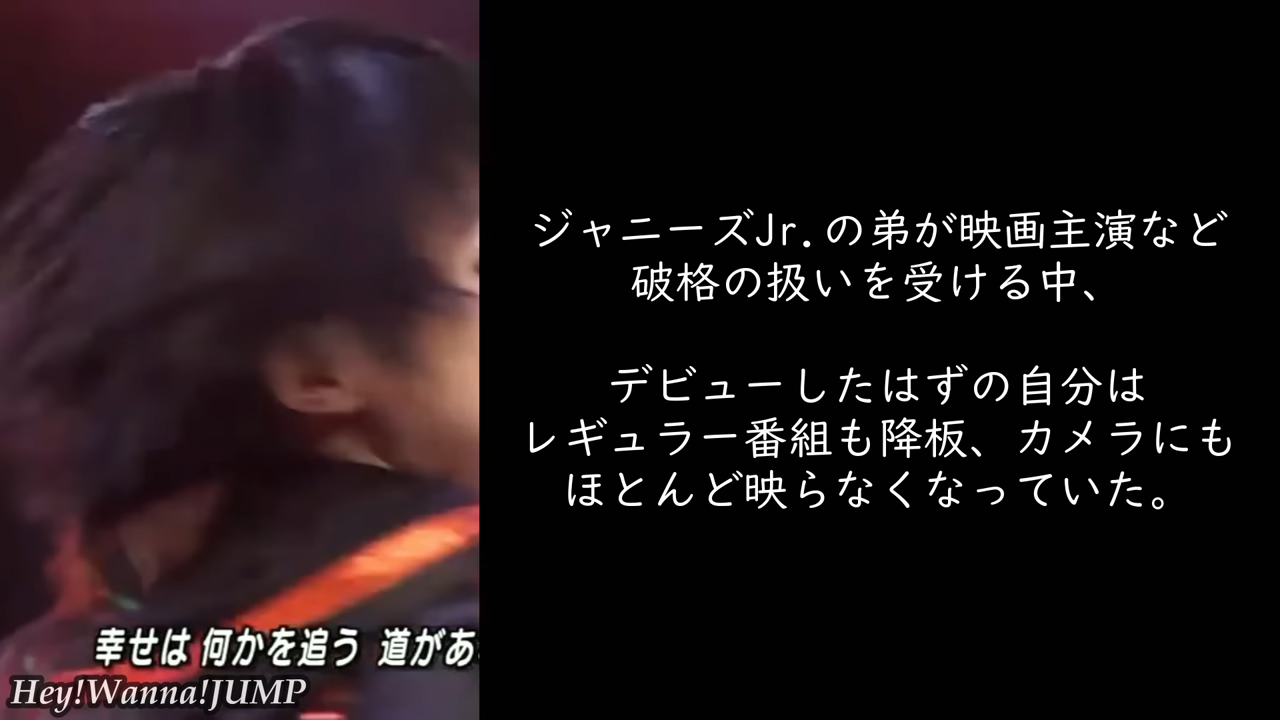 ジャニーズJr.の弟が映画主演など
破格の扱いを受ける中、
デビューしたはずの自分は
レギュラー番組も降板、カメラにも
ほとんど映らなくなっていた。
幸せは 何かを追う 道があ
Hey!Wanna!JUMP